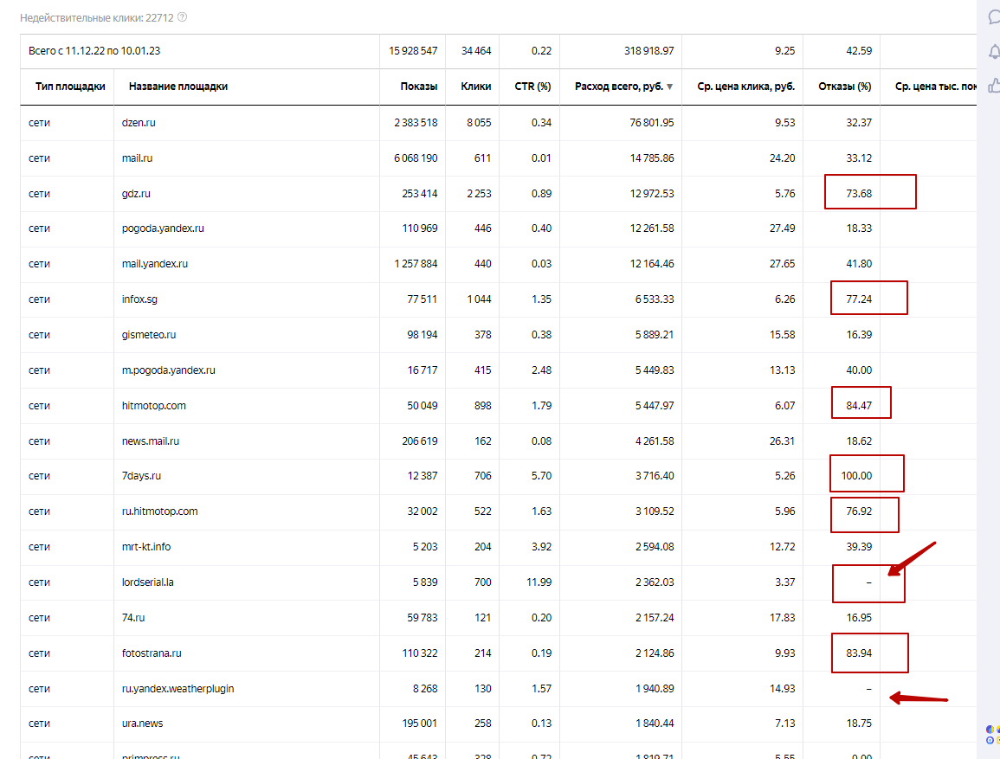 Недействительные клики: 22712 ?
Всего с 11.12.22 по 10.01.23 15 928 547 34 464 0.22 318 918.97 9.25 42.59
Тип площадки Название площадки Показы Клики CTR (%) Расход всего, руб. ▼ Ср. цена клика, руб. Отказы (%) Ср. цена тыс. пок
сети dzen.ru 2 383 518 8 055 0.34 76 801.95 9.53 32.37
сети mail.ru 6 068 190 611 0.01 14 785.86 24.20 33.12
сети gdz.ru 253 414 2 253 0.89 12 972.53 5.76 73.68
сети pogoda.yandex.ru 110 969 446 0.40 12 261.58 27.49 18.33
сети mail.yandex.ru 1 257 884 440 0.03 12 164.46 27.65 41.80
сети infox.sg 77 511 1 044 1.35 6 533.33 6.26 77.24
сети gismeteo.ru 98 194 378 0.38 5 889.21 15.58 16.39
сети m.pogoda.yandex.ru 16 717 415 2.48 5 449.83 13.13 40.00
сети hitmotop.com 50 049 898 1.79 5 447.97 6.07 84.47
сети news.mail.ru 206 619 162 0.08 4 261.58 26.31 18.62
сети 7days.ru 12 387 706 5.70 3 716.40 5.26 100.00
сети ru.hitmotop.com 32 002 522 1.63 3 109.52 5.96 76.92
сети mrt-kt.info 5 203 204 3.92 2 594.08 12.72 39.39
сети lordserial.la 5 839 700 11.99 2 362.03 3.37 –
сети 74.ru 59 783 121 0.20 2 157.24 17.83 16.95
сети fotostrana.ru 110 322 214 0.19 2 124.86 9.93 83.94
сети ru.yandex.weatherplugin 8 268 130 1.57 1 940.89 14.93 –
сети ura.news 195 001 258 0.13 1 840.44 7.13 18.75
сети primpress.ru 45 643 328 0.72 1 819.71 5.55 0.00